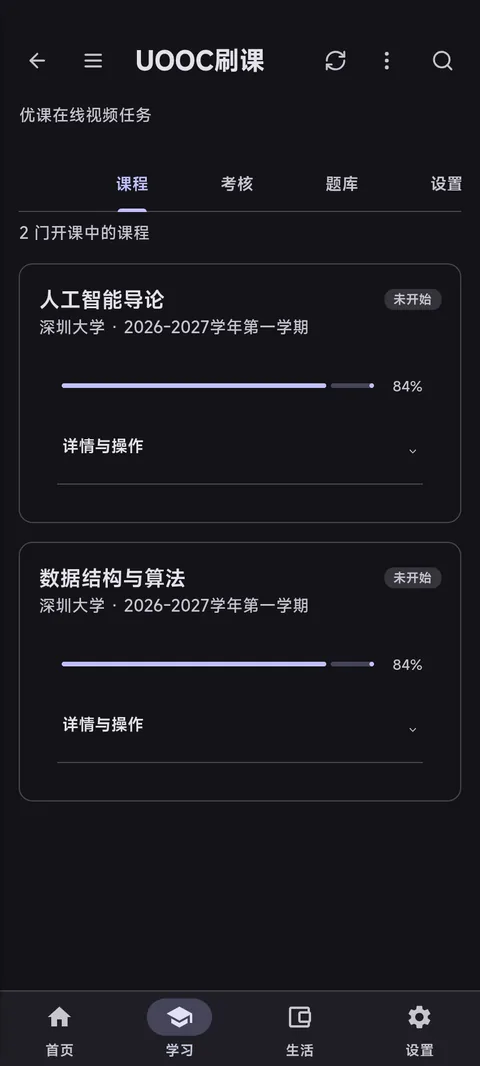 UOOC刷课
优课在线视频任务
课程 考核 题库 设置
2 门开课中的课程
人工智能导论 未开始
深圳大学 · 2026-2027学年第一学期
84%
详情与操作
数据结构与算法 未开始
深圳大学 · 2026-2027学年第一学期
84%
详情与操作
首页 学习 生活 设置